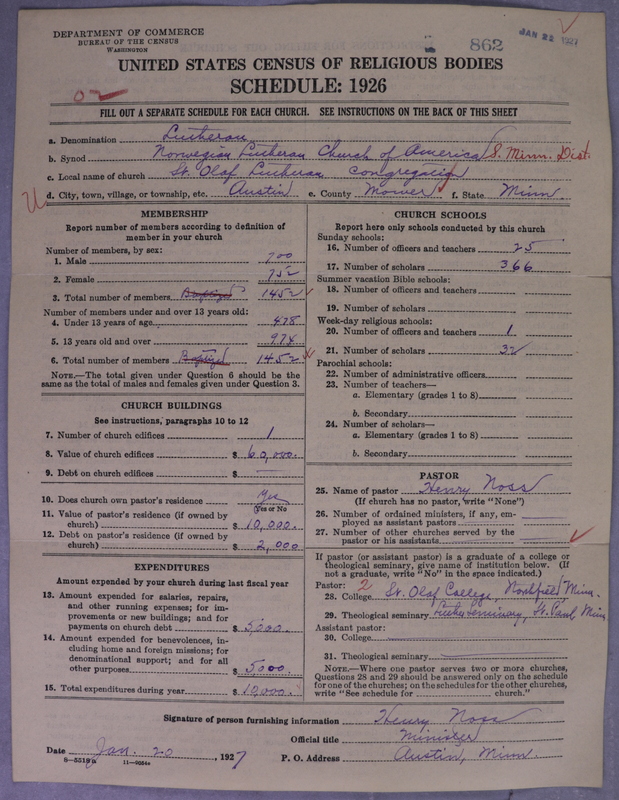 DEPARTMENT OF COMMERCE
BUREAU OF THE CENSUS
WASHINGTON
862
JAN 22 1927
UNITED STATES CENSUS OF RELIGIOUS BODIES
SCHEDULE: 1926
02
FILL OUT A SEPARATE SCHEDULE FOR EACH CHURCH. SEE INSTRUCTIONS ON THE BACK OF THIS SHEET
a. Denomination Lutheran
b. Synod Norwegian Lutheran Church of America S. Minn. Dist.
c. Local name of church St. Olaf Lutheran Congregation
d. City, town, village, or township, etc. Austin e. County Mower f. State Minn
MEMBERSHIP
Report number of members according to definition of
member in your church
Number of members, by sex:
1. Male 700
2. Female 752
3. Total number of members Baptized 1452
Number of members under and over 13 years old:
4. Under 13 years of age 478
5. 13 years old and over 974
6. Total number of members Baptized 1452
NOTE.—The total given under Question 6 should be the
same as the total of males and females given under Question 3.
CHURCH BUILDINGS
See instructions, paragraphs 10 to 12
7. Number of church edifices 1
8. Value of church edifices $ 60,000.
9. Debt on church edifices $ —
10. Does church own pastor's residence Yes
(Yes or No)
11. Value of pastor's residence (if owned by
church) $ 10,000.
12. Debt on pastor's residence (if owned by
church) $ 2,000
EXPENDITURES
Amount expended by your church during last fiscal year
13. Amount expended for salaries, repairs,
and other running expenses; for im-
provements or new buildings; and for
payments on church debt $ 5000.
14. Amount expended for benevolences, in-
cluding home and foreign missions; for
denominational support; and for all
other purposes $ 5000.
15. Total expenditures during year $ 10,000.
CHURCH SCHOOLS
Report here only schools conducted by this church
Sunday schools:
16. Number of officers and teachers 25
17. Number of scholars 366
Summer vacation Bible schools:
18. Number of officers and teachers
19. Number of scholars
Week-day religious schools:
20. Number of officers and teachers 1
21. Number of scholars 32
Parochial schools:
22. Number of administrative officers
23. Number of teachers—
a. Elementary (grades 1 to 8)
b. Secondary
24. Number of scholars—
a. Elementary (grades 1 to 8)
b. Secondary
PASTOR
25. Name of pastor Henry Noss
(If church has no pastor, write "None")
26. Number of ordained ministers, if any, em-
ployed as assistant pastors
27. Number of other churches served by the
pastor or his assistants
If pastor (or assistant pastor) is a graduate of a college or
theological seminary, give name of institution below. (If
not a graduate, write "No" in the space indicated.)
Pastor: 2
28. College St. Olaf College, Northfield, Minn.
29. Theological seminary Luth. Seminary, St. Paul Minn
Assistant pastor:
30. College
31. Theological seminary
NOTE.—Where one pastor serves two or more churches,
Questions 28 and 29 should be answered only on the schedule
for one of the churches; on the schedules for the other churches,
write "See schedule for church."
Signature of person furnishing information Henry Noss
Official title Minister
Date Jan. 20, 1927 P. O. Address Austin, Minn.